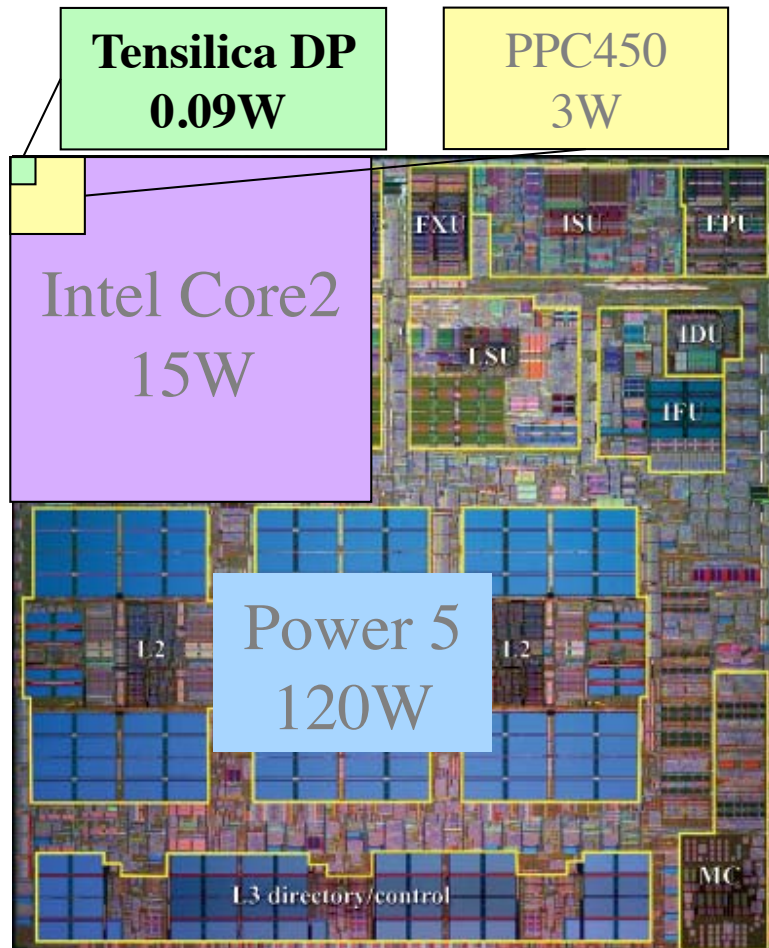 Tensilica DP
0.09W
PPC450
3W
FXU
ISU
FPU
Intel Core2
15W
LSU
IDU
IFU
L2
L2
Power 5
120W
L3 directory/control
MC